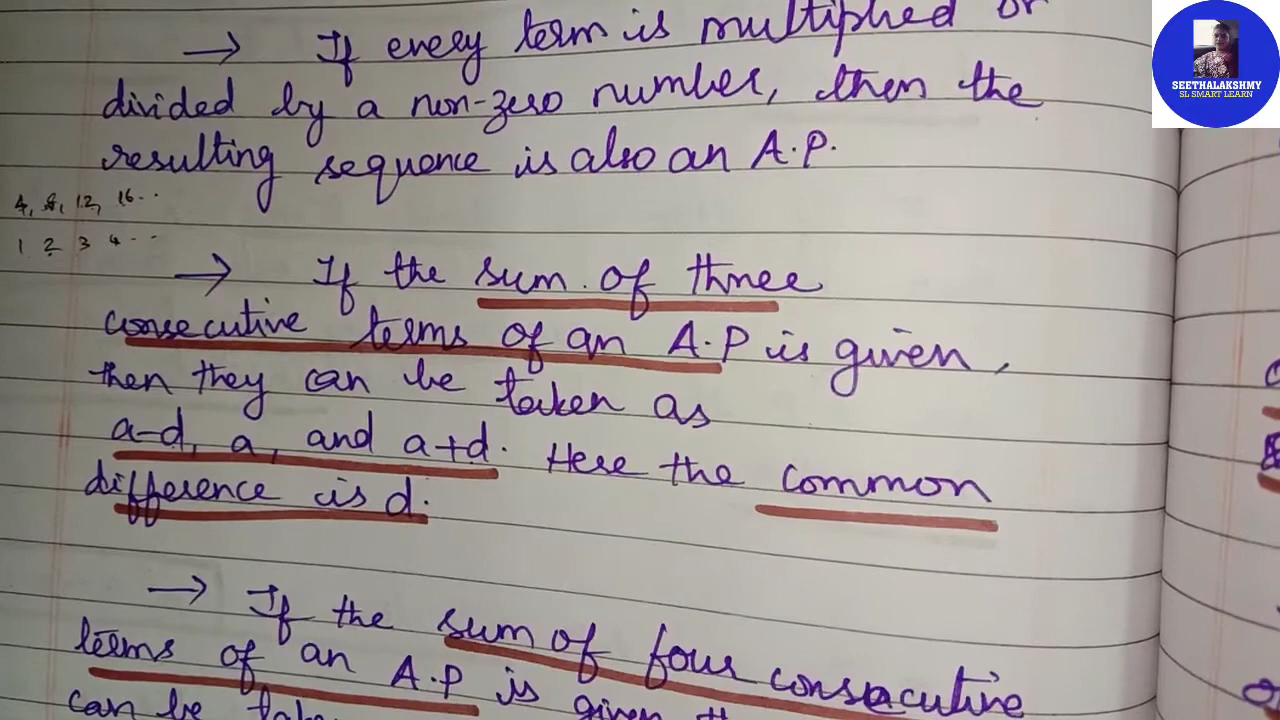 → If every term is multiplied or
divided by a non-zero number, then the
resulting sequence is also an A.P.
4, 8, 12, 16...
1 2 3 4...
→ If the sum of three
consecutive terms of an A.P is given,
then they can be taken as
a-d, a, and a+d. Here the common
difference is d.
→ If the sum of four consecutive
terms of an A.P is given
can be
SEETHALAKSHMY
SL SMART LEARN